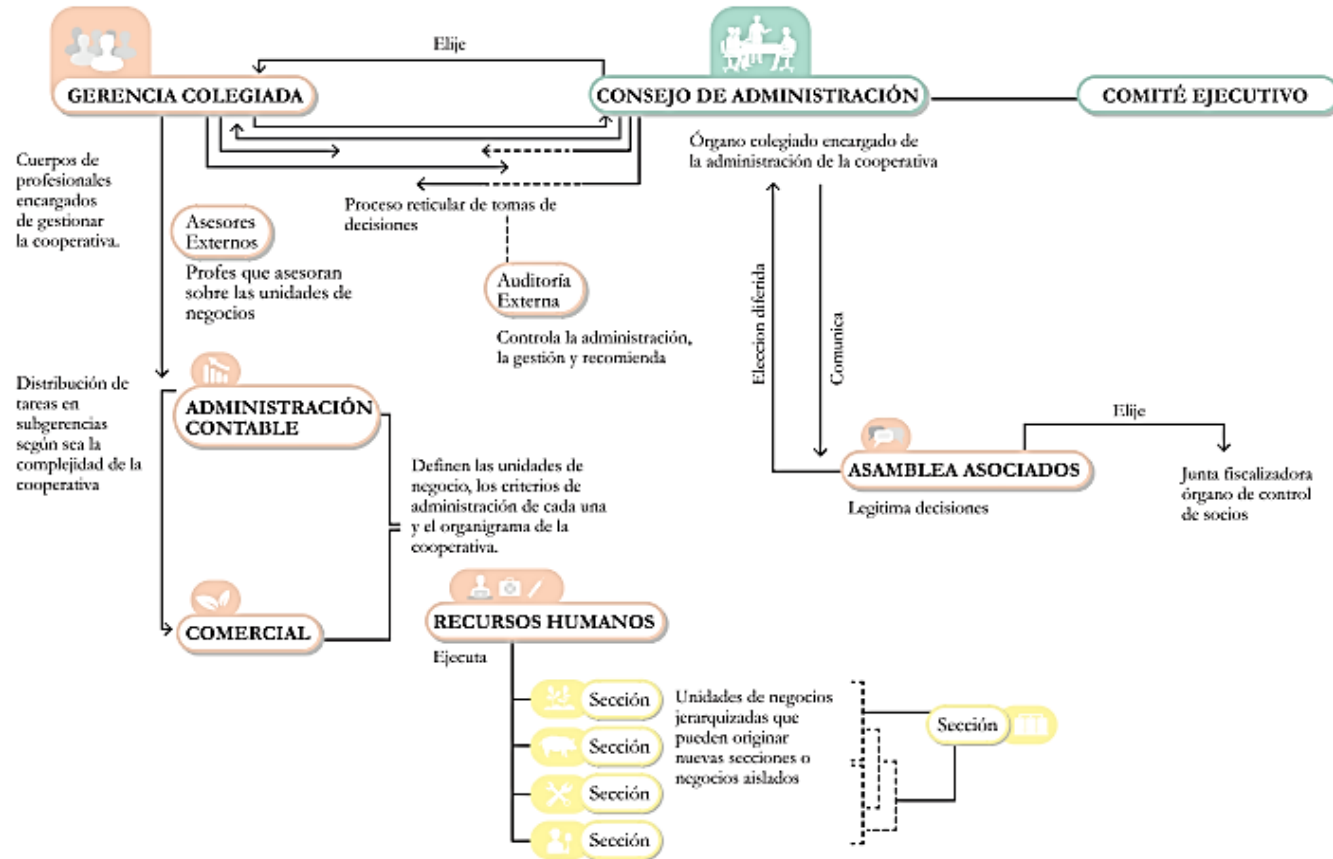 Elije
GERENCIA COLEGIADA
CONSEJO DE ADMINISTRACIÓN
COMITÉ EJECUTIVO
Cuerpos de
profesionales
encargados
de gestionar
la cooperativa.
Órgano colegiado encargado de
la administración de la cooperativa
Proceso reticular de tomas de
decisiones
Asesores
Externos
Profes que asesoran
sobre las unidades de
negocios
Auditoría
Externa
Controla la administración,
la gestión y recomienda
Eleccion diferida
Comunica
Distribución de
tareas en
subgerencias
según sea la
complejidad de la
cooperativa
ADMINISTRACIÓN
CONTABLE
Definen las unidades de
negocio, los criterios de
administración de cada una
y el organigrama de la
cooperativa.
COMERCIAL
Elije
ASAMBLEA ASOCIADOS
Legitima decisiones
Junta fiscalizadora
órgano de control
de socios
RECURSOS HUMANOS
Ejecuta
Sección
Sección
Sección
Sección
Unidades de negocios
jerarquizadas que
pueden originar
nuevas secciones o
negocios aislados
Sección